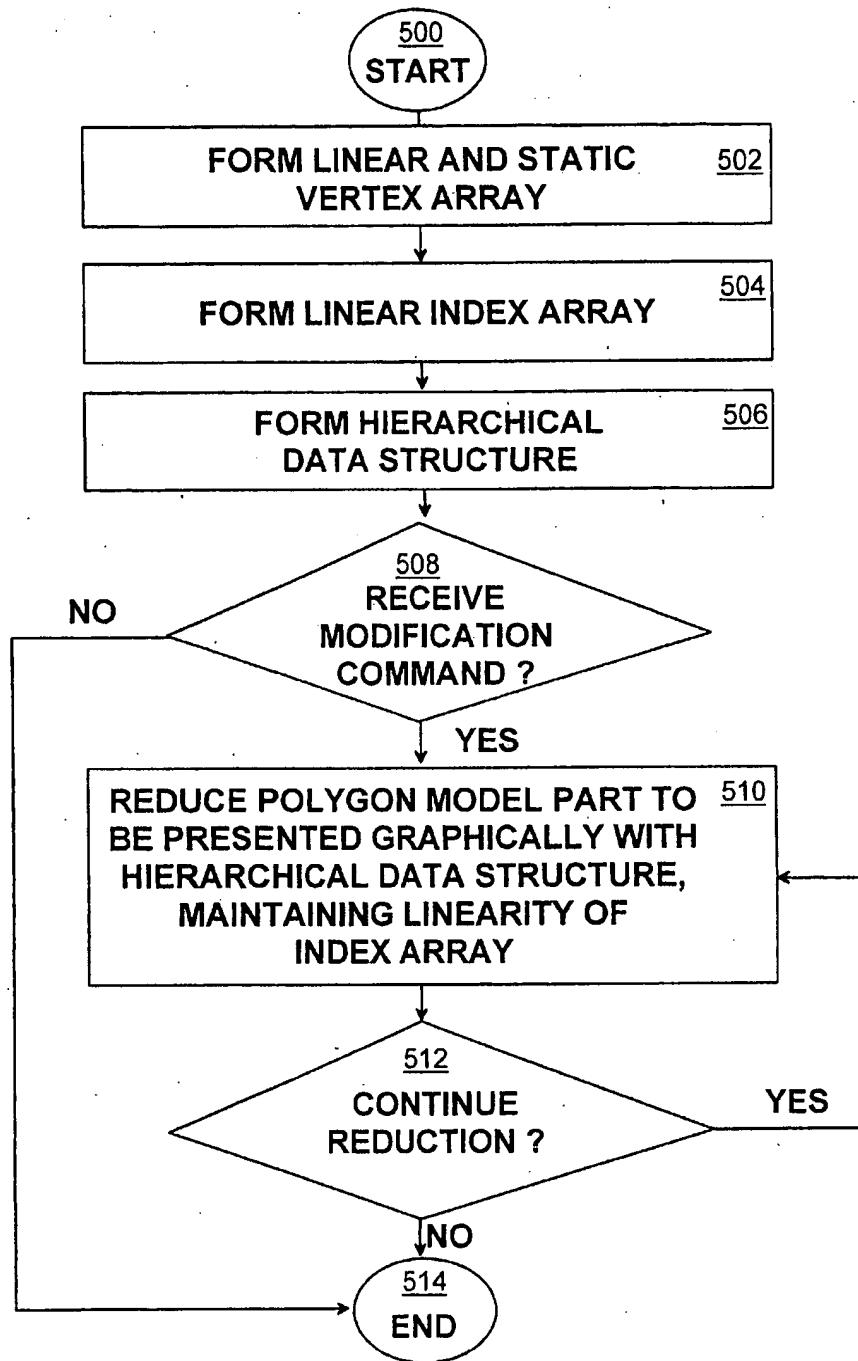 500
START
FORM LINEAR AND STATIC 502
VERTEX ARRAY
504
FORM LINEAR INDEX ARRAY
FORM HIERARCHICAL 506
DATA STRUCTURE
508
NO RECEIVE
MODIFICATION
COMMAND ?
YES
REDUCE POLYGON MODEL PART TO 510
BE PRESENTED GRAPHICALLY WITH
HIERARCHICAL DATA STRUCTURE,
MAINTAINING LINEARITY OF
INDEX ARRAY
512
CONTINUE YES
REDUCTION ?
NO
514
END